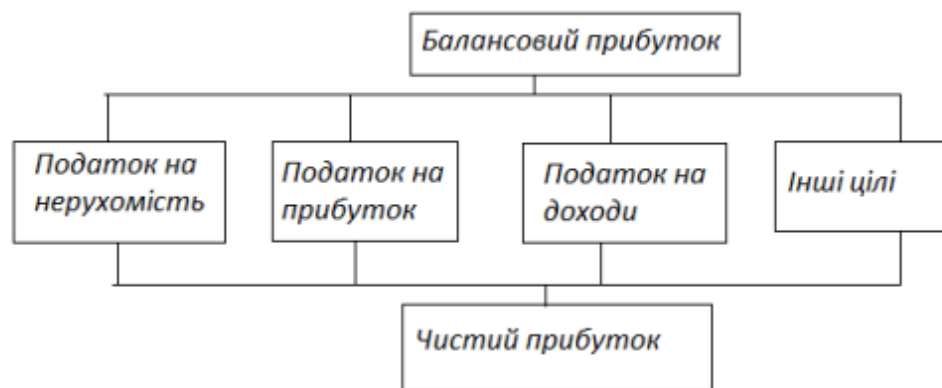 Балансовий прибуток
Податок на
нерухомість
Податок на
прибуток
Податок на
доходи
Інші цілі
Чистий прибуток